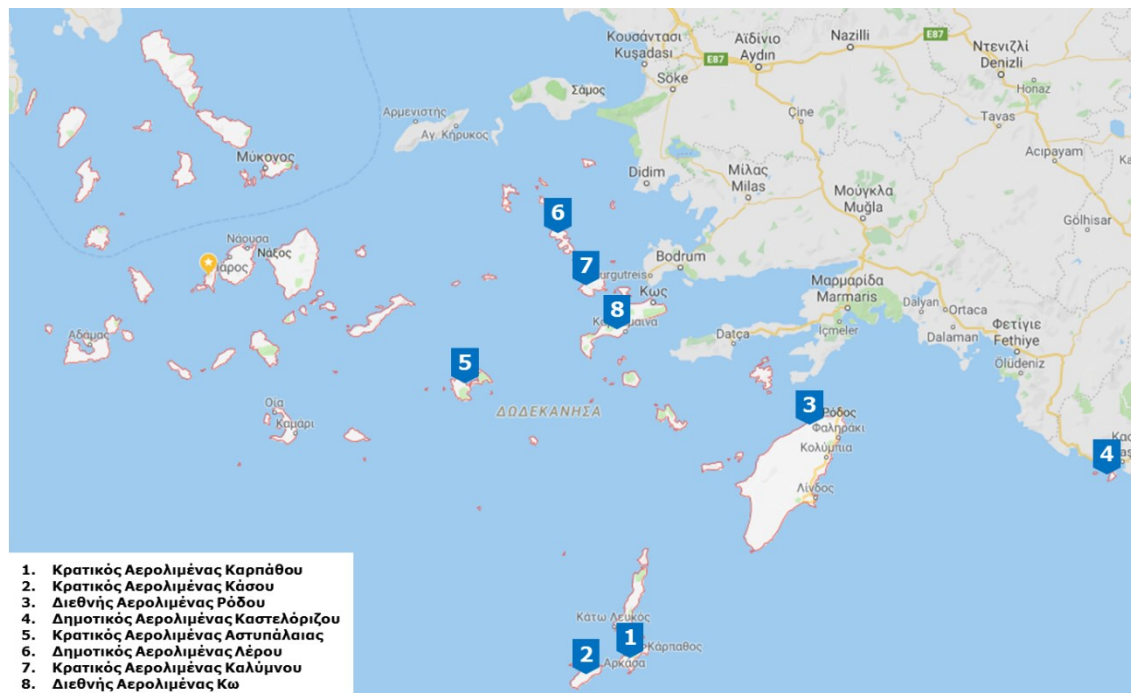 Κουσάντασι
Kuşadası
E87
Αϊδίνιο
Aydın
Nazilli
E87
Ντενιζλί
Denizli
Honaz
Söke
Σάμος
Αρμενιστής
Αγ. Κήρυκος
Çine
Tavas
Acıpayam
Κα
Μύκονος
Didim
Μίλας
Milas
Μούγκλα
Muğla
Gölhisar
6
Νάουσα
Νάξος
άρος
7
urgutreis
Bodrum
Κως
8
Μαρμαρίδα
Marmaris
İçmeler
Dalyan
Ortaca
Dalaman
Φετίγιε
Fethiye
Ölüdeniz
Αδάμας
Datça
5
Οία
Καμάρι
ΔΩΔΕΚΑΝΗΣΑ
3
Ρόδος
Φαληράκι
Κολύμπια
Λίνδος
4
Κάτω Λευκός
1
Κάρπαθος
2
Αρκάσα
1. Κρατικός Αερολιμένας Καρπάθου
2. Κρατικός Αερολιμένας Κάσου
3. Διεθνής Αερολιμένας Ρόδου
4. Δημοτικός Αερολιμένας Καστελόριζου
5. Κρατικός Αερολιμένας Αστυπάλαιας
6. Δημοτικός Αερολιμένας Λέρου
7. Κρατικός Αερολιμένας Καλύμνου
8. Διεθνής Αερολιμένας Κω